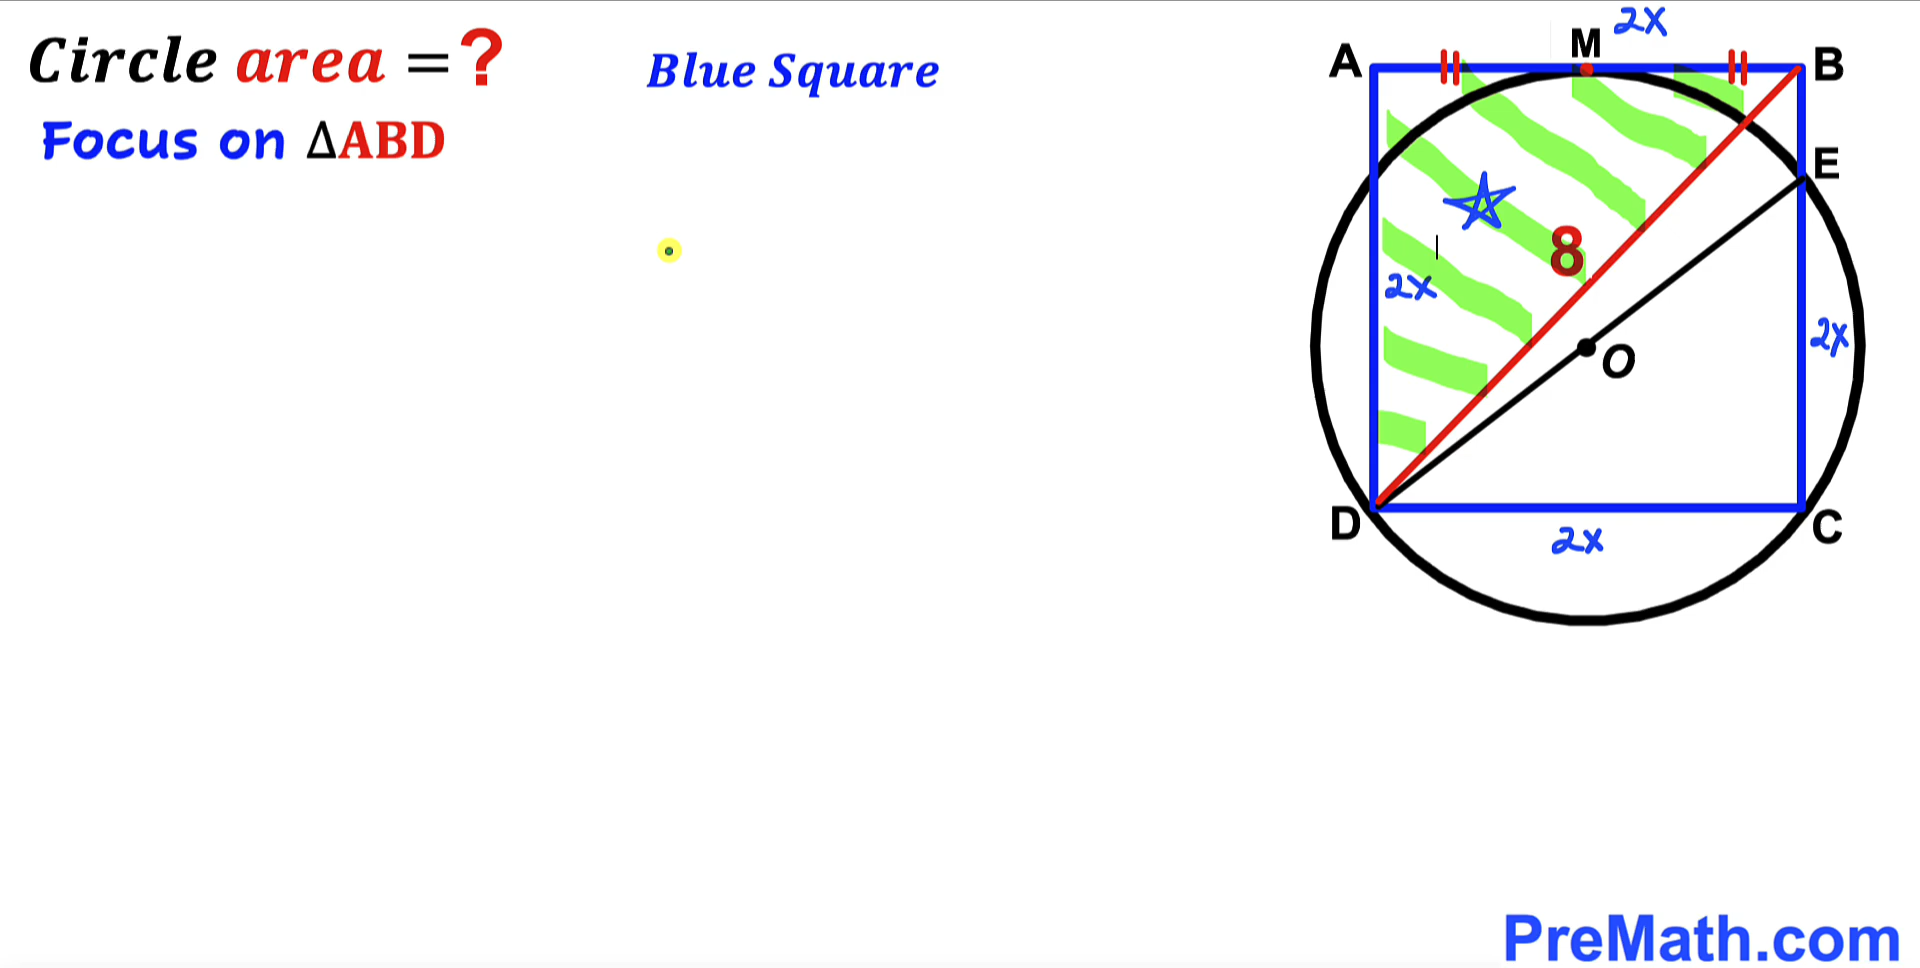 Circle area = ?
Blue Square
Focus on ΔABD
2x
M
A
B
E
8
2x
2x
O
D
C
2x
PreMath.com